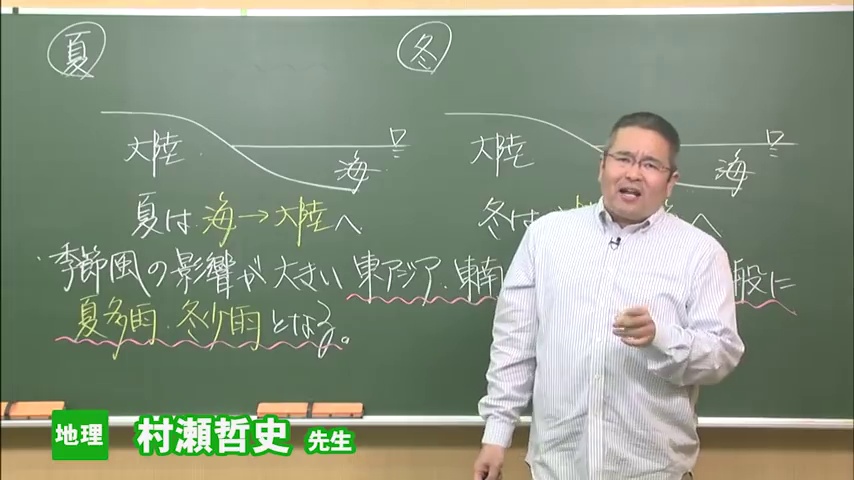 夏
冬
大陸
海
大陸
海
夏は 海→大陸へ
冬は へ
季節風の影響が大きい 東アジア・東南 般に
夏多雨・冬少雨となる。
地理 村瀬哲史 先生